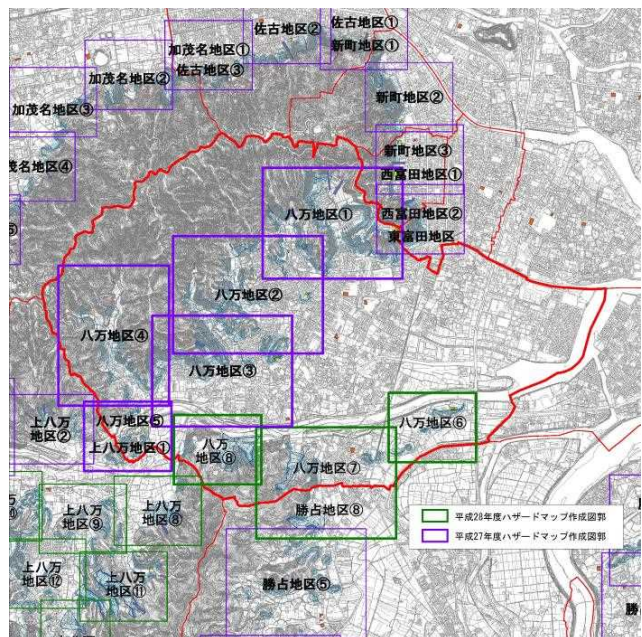 佐古地区②
佐古地区①
新町地区①
加茂名地区①
佐古地区③
加茂名地区②
加茂名地区③
新町地区②
茂名地区④
新町地区③
西富田地区①
八万地区①
西富田地区②
東富田地区
八万地区②
八万地区④
八万地区③
上八万
地区②
八万地区⑤
上八万地区①
八万地区⑥
八万
地区⑧
八万地区⑦
上八万
地区⑨
上八万
地区⑧
勝占地区⑧
平成28年度ハザードマップ作成図郭
平成27年度ハザードマップ作成図郭
上八万
地区⑫
上八万
地区⑪
勝占地区⑤
勝